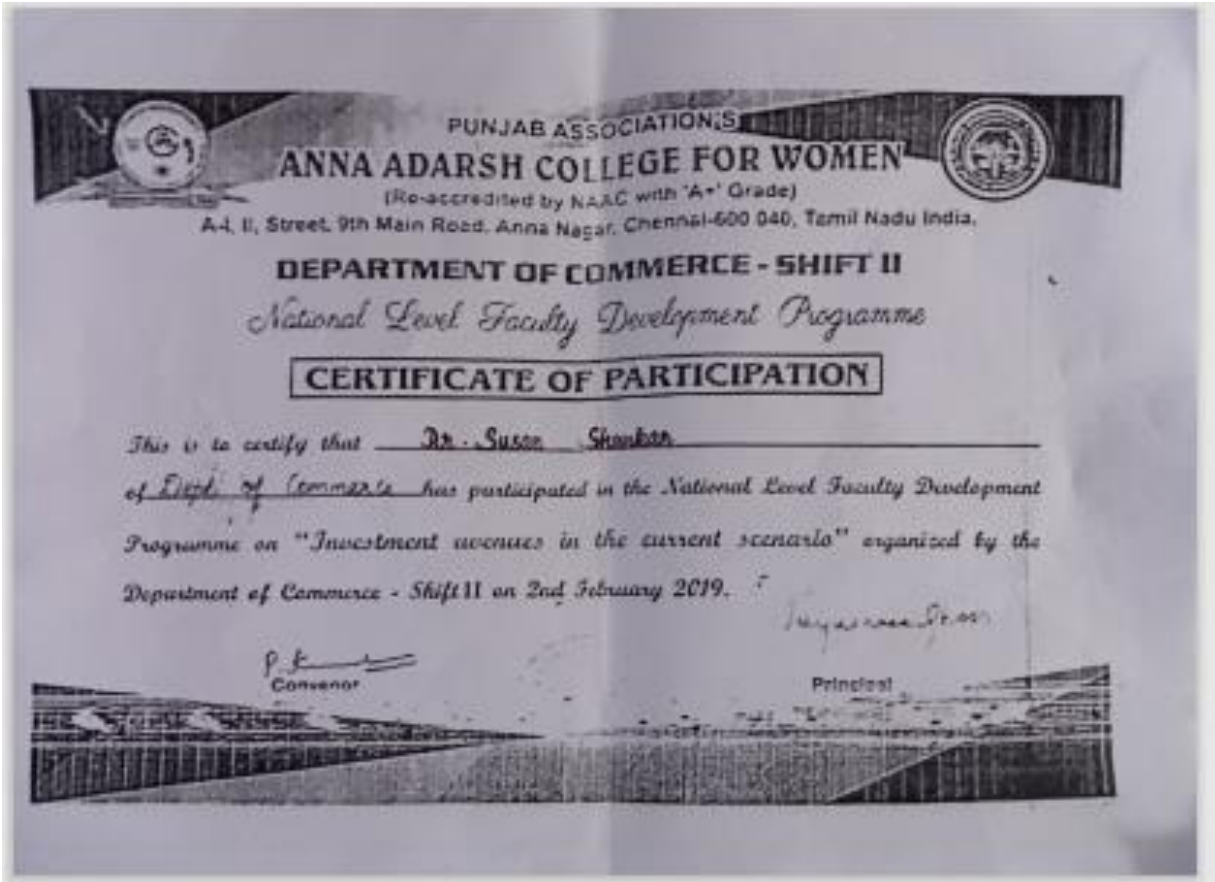 PUNJAB ASSOCIATION'S
ANNA ADARSH COLLEGE FOR WOMEN
(Re-accredited by NAAC with 'A+' Grade)
A-I, II, Street, 9th Main Road, Anna Nagar, Chennai-600 040, Tamil Nadu India.
DEPARTMENT OF COMMERCE - SHIFT II
National Level Faculty Development Programme
CERTIFICATE OF PARTICIPATION
This is to certify that Dr. Susan Shankar
of Dept. of Commerce has participated in the National Level Faculty Development
Programme on "Investment avenues in the current scenario" organized by the
Department of Commerce - Shift II on 2nd February 2019.
Convenor
Principal